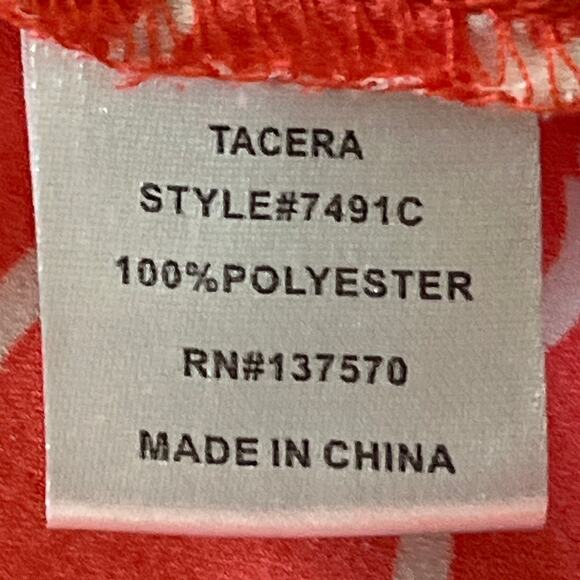 TACERA
STYLE#7491C
100%POLYESTER
RN#137570
MADE IN CHINA